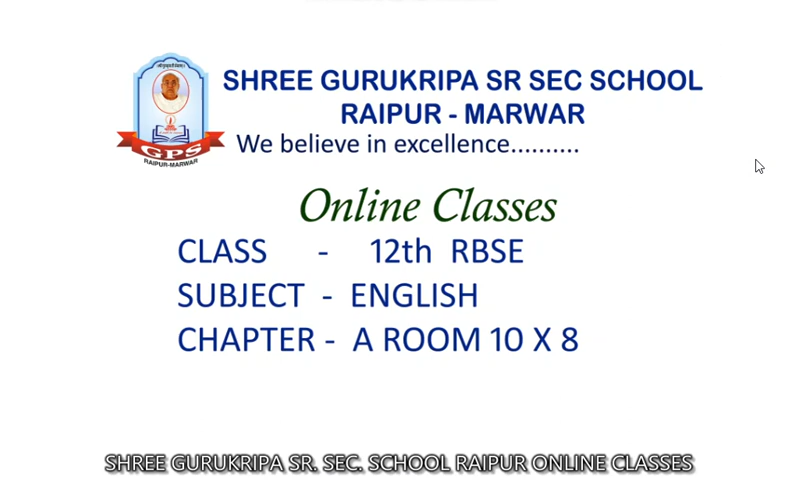 SHREE GURUKRIPA SR SEC SCHOOL
RAIPUR - MARWAR
We believe in excellence..........
GPS
RAIPUR-MARWAR
Online Classes
CLASS - 12th RBSE
SUBJECT - ENGLISH
CHAPTER - A ROOM 10 X 8
SHREE GURUKRIPA SR. SEC. SCHOOL RAIPUR ONLINE CLASSES